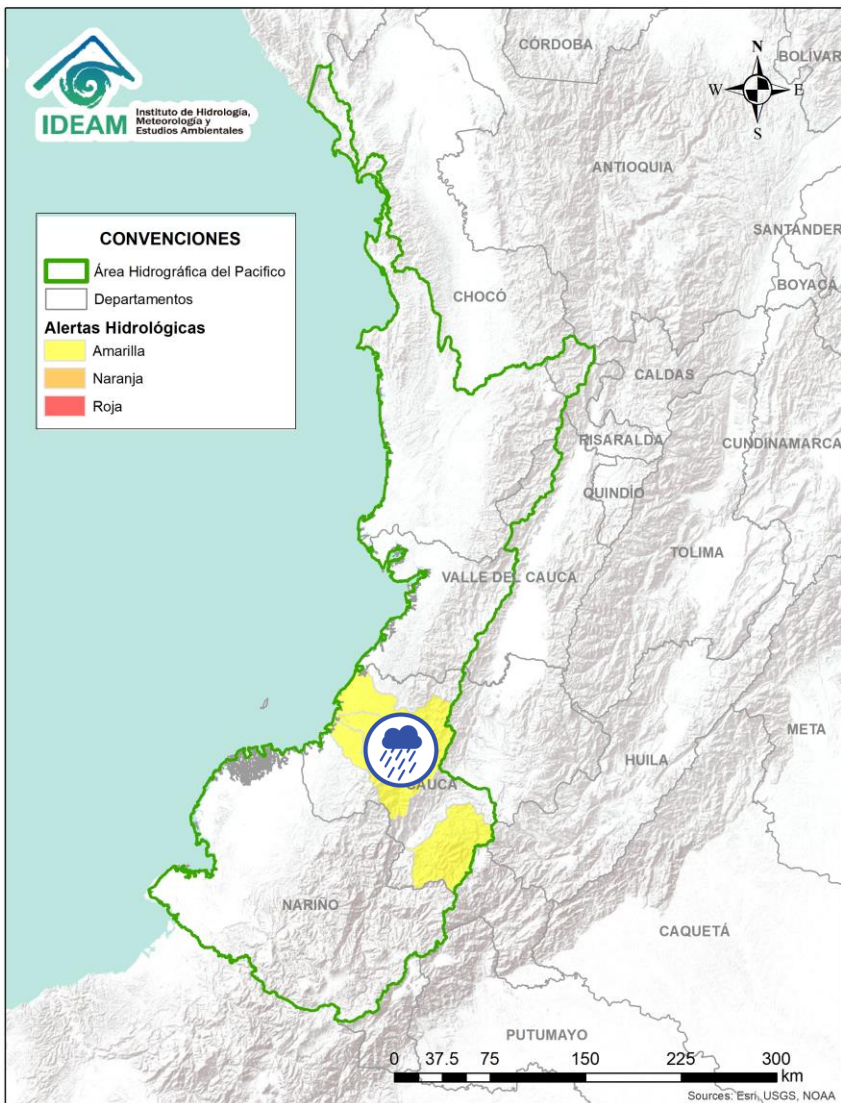 IDEAM
Instituto de Hidrología,
Meteorología y
Estudios Ambientales
CÓRDOBA
BOLÍVAR
N
W
E
S
ANTIOQUIA
SANTANDER
BOYACÁ
CONVENCIONES
Área Hidrográfica del Pacifico
Departamentos
Alertas Hidrológicas
Amarilla
Naranja
Roja
CHOCÓ
CALDAS
RISARALDA
CUNDINAMARCA
QUINDÍO
TOLIMA
VALLE DEL CAUCA
META
HUILA
CAUCA
NARIÑO
CAQUETÁ
PUTUMAYO
0 37.5 75 150 225 300
km
Sources: Esri, USGS, NOAA